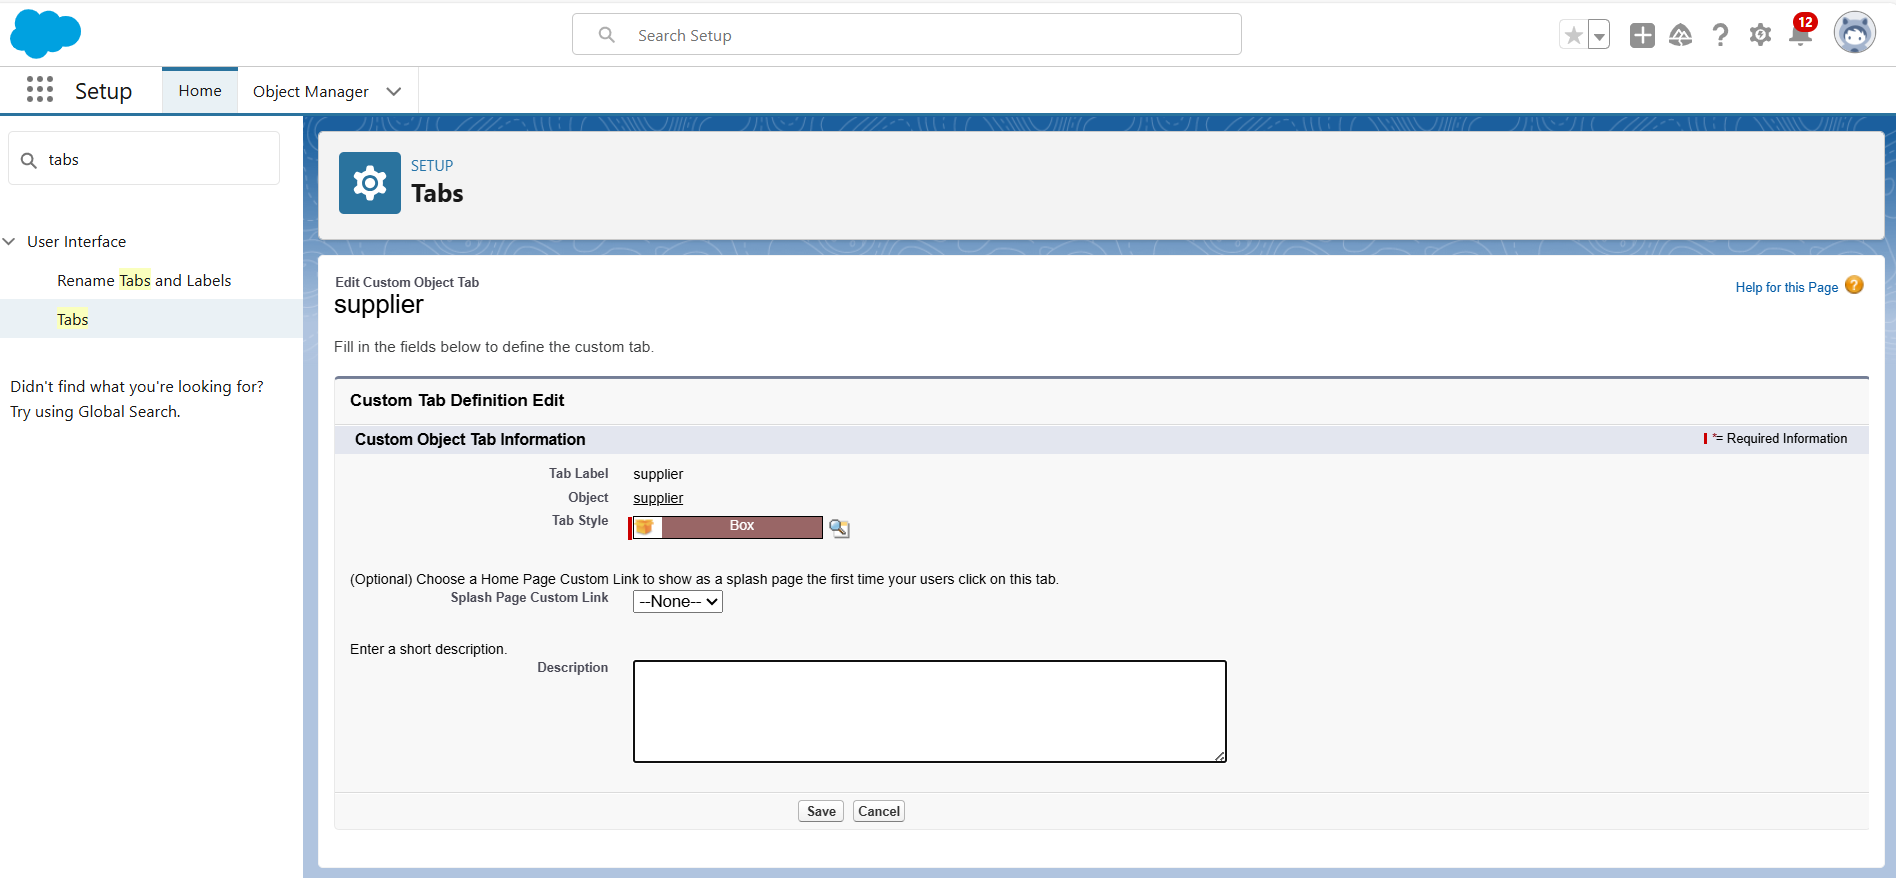 Search Setup
12
Setup
Home
Object Manager
tabs
User Interface
Rename Tabs and Labels
Tabs
Didn't find what you're looking for?
Try using Global Search.
SETUP
Tabs
Edit Custom Object Tab
supplier
Help for this Page ?
Fill in the fields below to define the custom tab.
Custom Tab Definition Edit
Custom Object Tab Information
*= Required Information
Tab Label supplier
Object supplier
Tab Style Box
(Optional) Choose a Home Page Custom Link to show as a splash page the first time your users click on this tab.
Splash Page Custom Link --None--
Enter a short description.
Description
Save Cancel